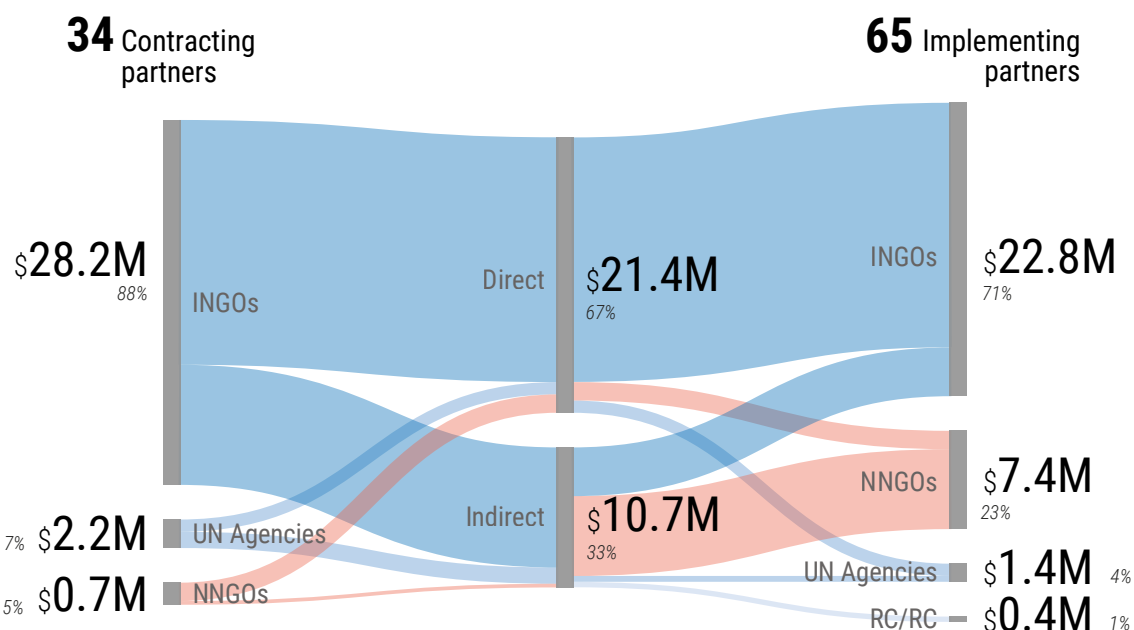 34 Contracting
partners
65 Implementing
partners
$28.2M
88%
INGOs
7% $2.2M
UN Agencies
5% $0.7M
NNGOs
Direct
$21.4M
67%
Indirect
$10.7M
33%
INGOs
$22.8M
71%
NNGOs
$7.4M
23%
UN Agencies
$1.4M 4%
RC/RC
$0.4M 1%